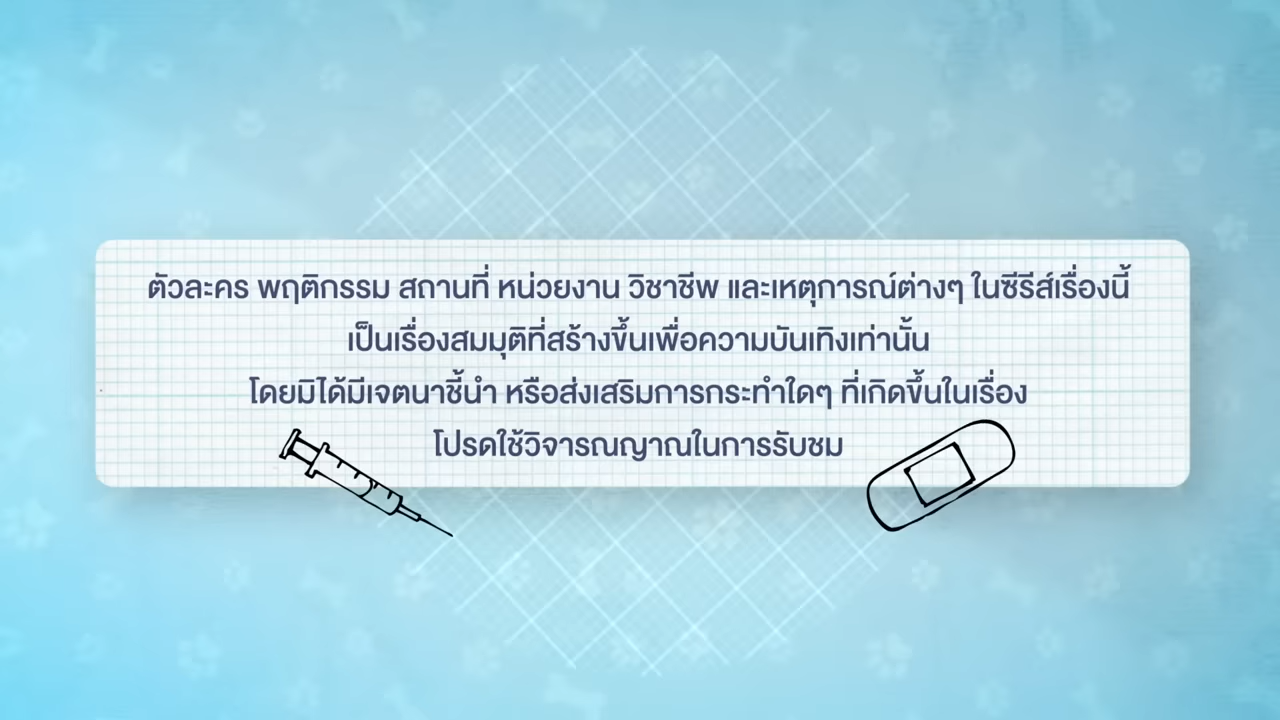 ตัวละคร พฤติกรรม สถานที่ หน่วยงาน วิชาชีพ และเหตุการณ์ต่างๆ ในซีรีส์เรื่องนี้
เป็นเรื่องสมมุติที่สร้างขึ้นเพื่อความบันเทิงเท่านั้น
โดยมิได้มีเจตนาชี้นำ หรือส่งเสริมการกระทำใดๆ ที่เกิดขึ้นในเรื่อง
โปรดใช้วิจารณญาณในการรับชม